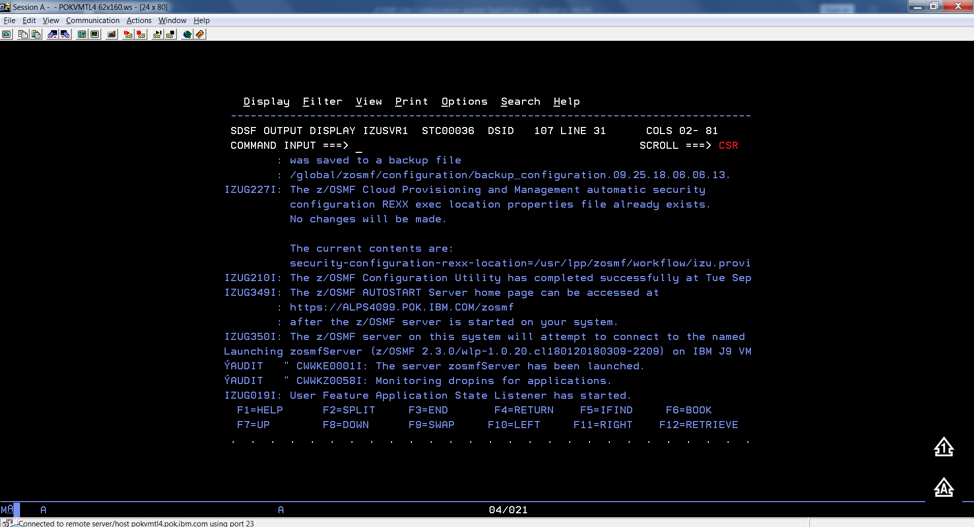 Session A - - POKVMTL4 62x160.ws - [24 x 80]
File Edit View Communication Actions Window Help
Display Filter View Print Options Search Help
-------------------------------------------------------------------------------
SDSF OUTPUT DISPLAY IZUSVR1 STC00036 DSID 107 LINE 31 COLS 02- 81
COMMAND INPUT ===> _ SCROLL ===> CSR
: was saved to a backup file
: /global/zosmf/configuration/backup_configuration.09.25.18.06.06.13.
IZUG227I: The z/OSMF Cloud Provisioning and Management automatic security
configuration REXX exec location properties file already exists.
No changes will be made.
The current contents are:
security-configuration-rexx-location=/usr/lpp/zosmf/workflow/izu.provi
IZUG210I: The z/OSMF Configuration Utility has completed successfully at Tue Sep
IZUG349I: The z/OSMF AUTOSTART Server home page can be accessed at
: https://ALPS4099.POK.IBM.COM/zosmf
: after the z/OSMF server is started on your system.
IZUG350I: The z/OSMF server on this system will attempt to connect to the named
Launching zosmfServer (z/OSMF 2.3.0/wlp-1.0.20.cl180120180309-2209) on IBM J9 VM
ÝAUDIT " CWWKE0001I: The server zosmfServer has been launched.
ÝAUDIT " CWWKZ0058I: Monitoring dropins for applications.
IZUG019I: User Feature Application State Listener has started.
F1=HELP F2=SPLIT F3=END F4=RETURN F5=IFIND F6=BOOK
F7=UP F8=DOWN F9=SWAP F10=LEFT F11=RIGHT F12=RETRIEVE
. . . . . . . . . . . . . . . . . . . . . . . . . . .
1
A
MA A A 04/021
Connected to remote server/host pokvmtl4.pok.ibm.com using port 23